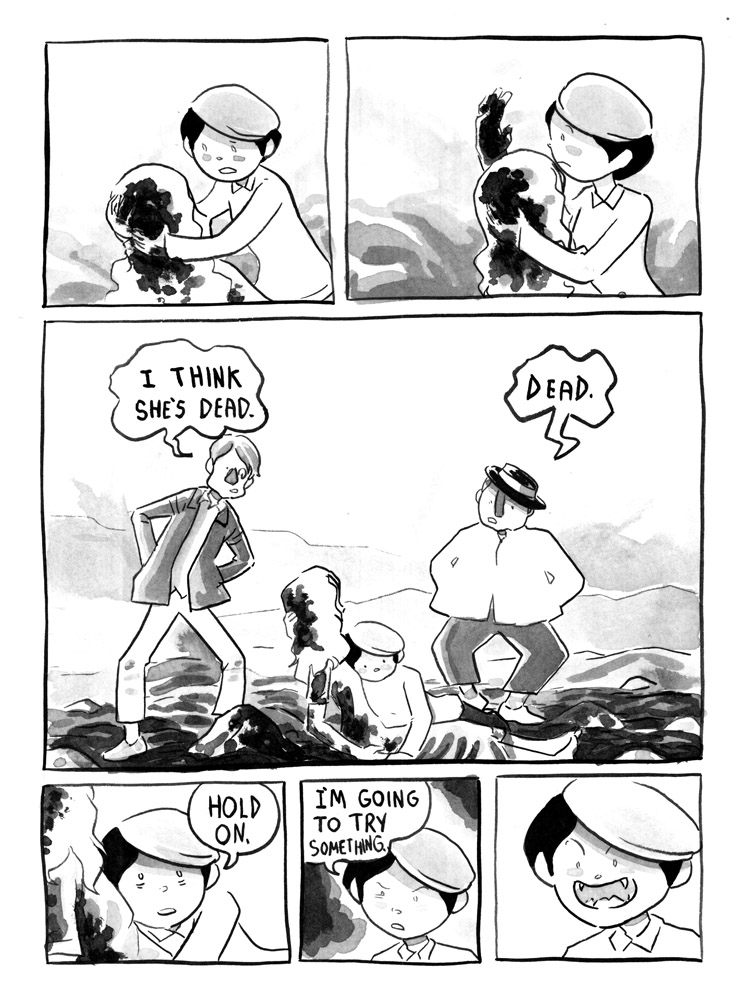 I THINK
SHE'S DEAD.
DEAD.
HOLD
ON.
I'M GOING
TO TRY
SOMETHING.